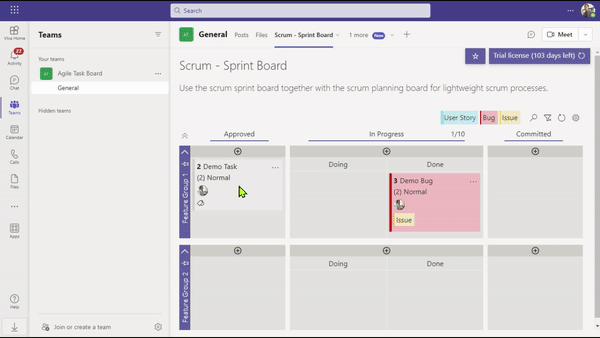 Search
Viva Home
22
Activity
Chat
Teams
Calendar
Calls
Files
Apps
Help
Teams
Your teams
AT
Agile Task Board
General
Hidden teams
Join or create a team
AT
General
Posts
Files
Scrum - Sprint Board
1 more
New
Meet
Trial license (103 days left)
Scrum - Sprint Board
Use the scrum sprint board together with the scrum planning board for lightweight scrum processes.
User Story
Bug
Issue
Approved
In Progress
1/10
Committed
Feature Group 1
2 Demo Task
(2) Normal
Doing
Done
3 Demo Bug
(2) Normal
Issue
Feature Group 2
Doing
Done